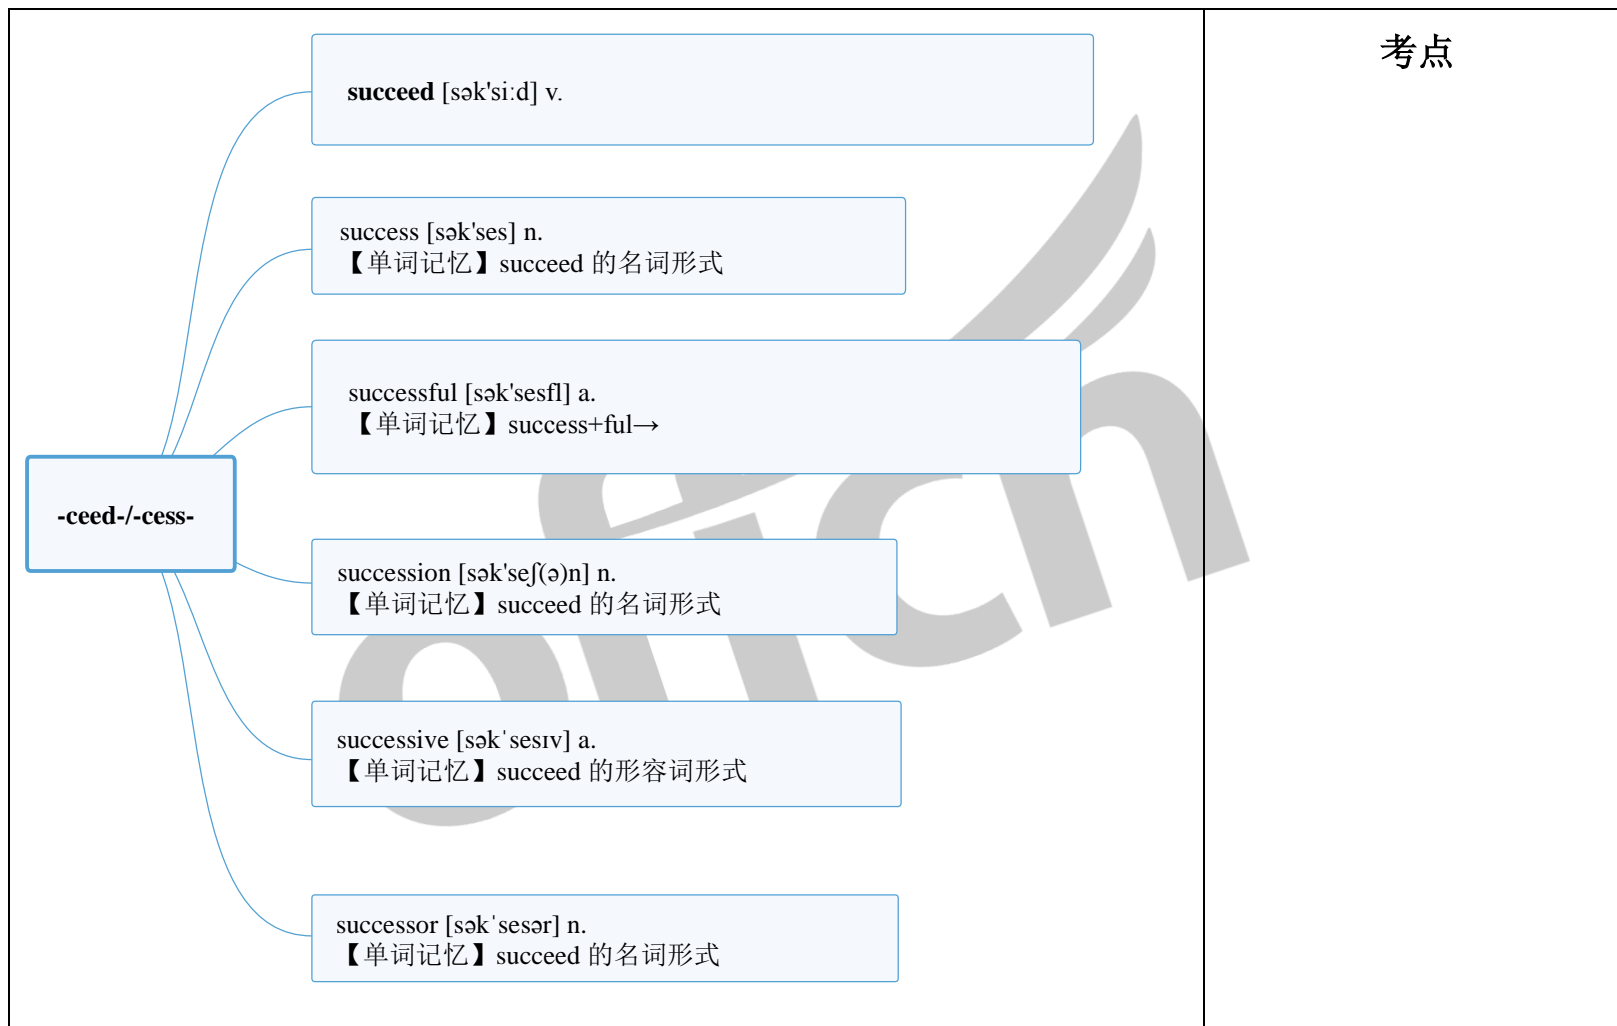 考点
succeed [sək'si:d] v.
success [sək'ses] n.
【单词记忆】succeed 的名词形式
successful [sək'sesfl] a.
【单词记忆】success+ful→
-ceed-/-cess-
succession [sək'seʃ(ə)n] n.
【单词记忆】succeed 的名词形式
successive [səkˈsesɪv] a.
【单词记忆】succeed 的形容词形式
successor [səkˈsesər] n.
【单词记忆】succeed 的名词形式
offcn